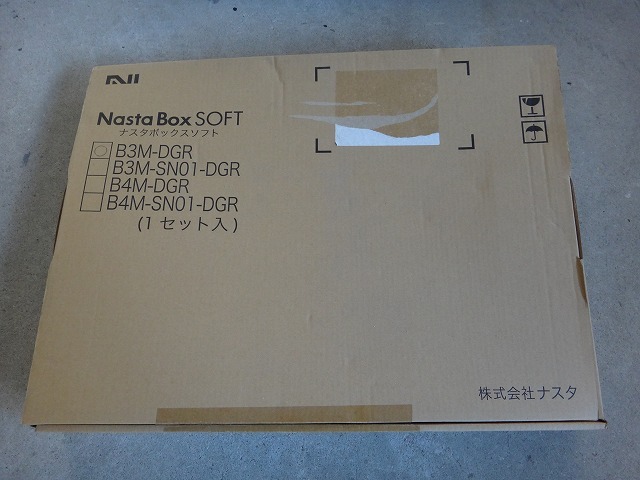 Nasta Box SOFT
ナスタボックスソフト
B3M-DGR
B3M-SN01-DGR
B4M-DGR
B4M-SN01-DGR
(1セット入)
株式会社ナスタ